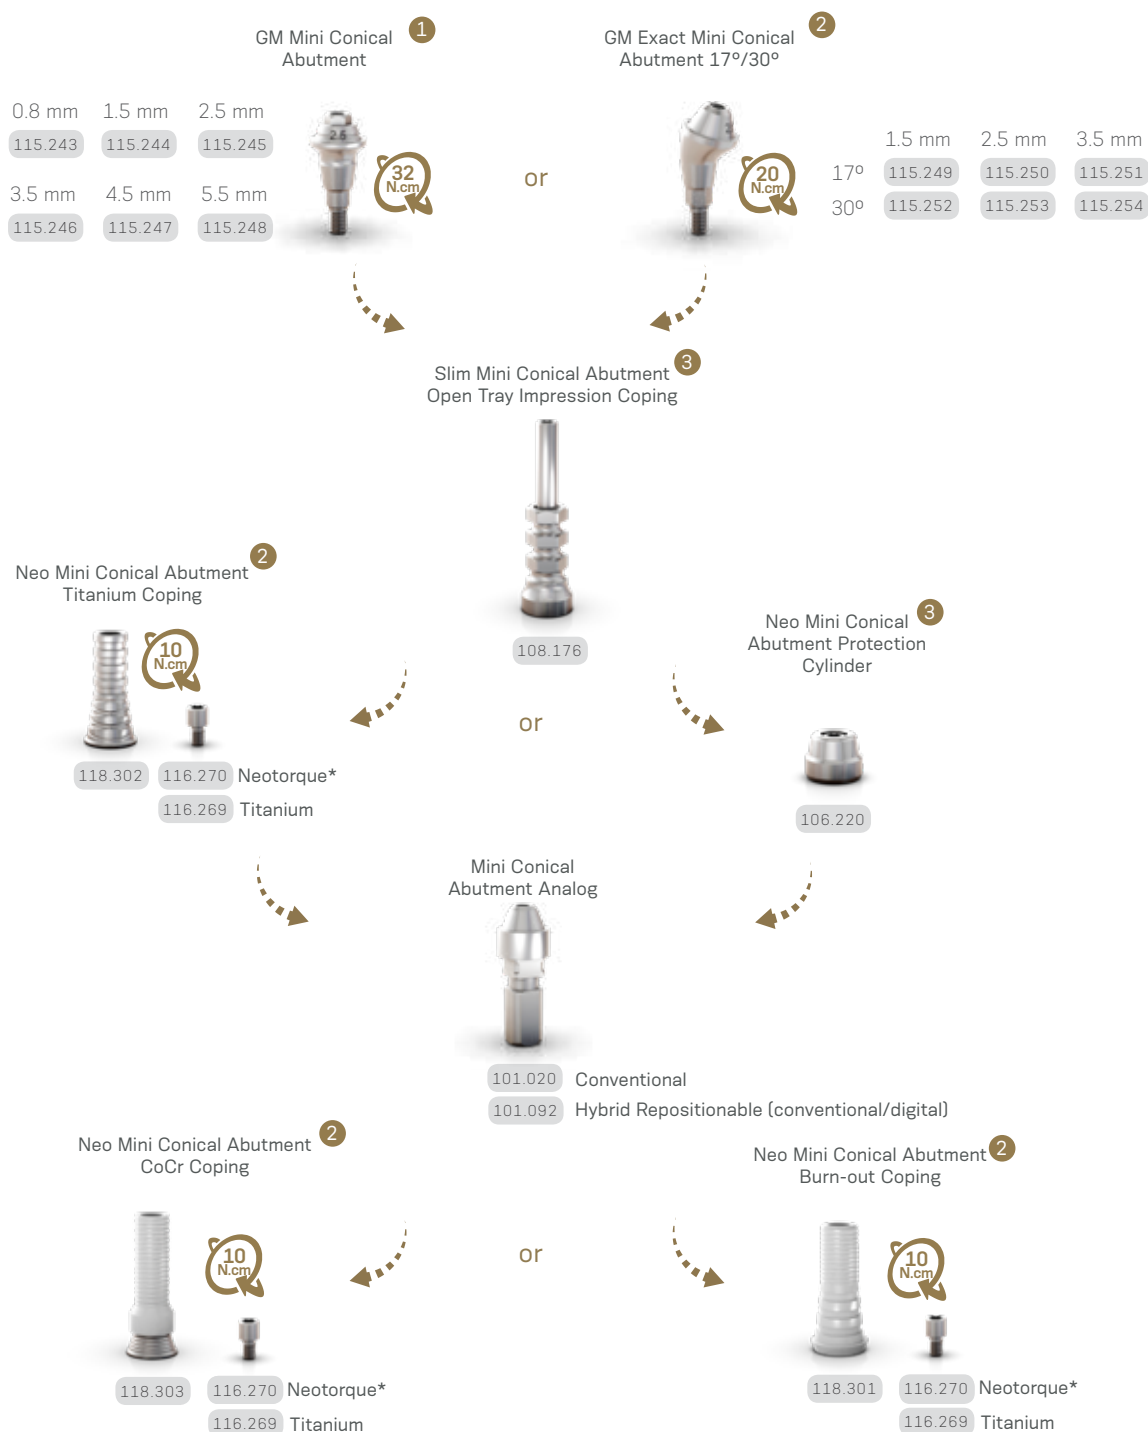 GM Mini Conical
Abutment
1
GM Exact Mini Conical
Abutment 17º/30º
2
0.8 mm 1.5 mm 2.5 mm
115.243 115.244 115.245
3.5 mm 4.5 mm 5.5 mm
115.246 115.247 115.248
2.5
32
N.cm
or
20
N.cm
1.5 mm 2.5 mm 3.5 mm
17º 115.249 115.250 115.251
30º 115.252 115.253 115.254
Slim Mini Conical Abutment
Open Tray Impression Coping
3
108.176
Neo Mini Conical Abutment
Titanium Coping
2
10
N.cm
118.302 116.270 Neotorque*
116.269 Titanium
or
Neo Mini Conical
Abutment Protection
Cylinder
3
106.220
Mini Conical
Abutment Analog
101.020 Conventional
101.092 Hybrid Repositionable (conventional/digital)
Neo Mini Conical Abutment
CoCr Coping
2
10
N.cm
118.303 116.270 Neotorque*
116.269 Titanium
or
Neo Mini Conical Abutment
Burn-out Coping
2
10
N.cm
118.301 116.270 Neotorque*
116.269 Titanium